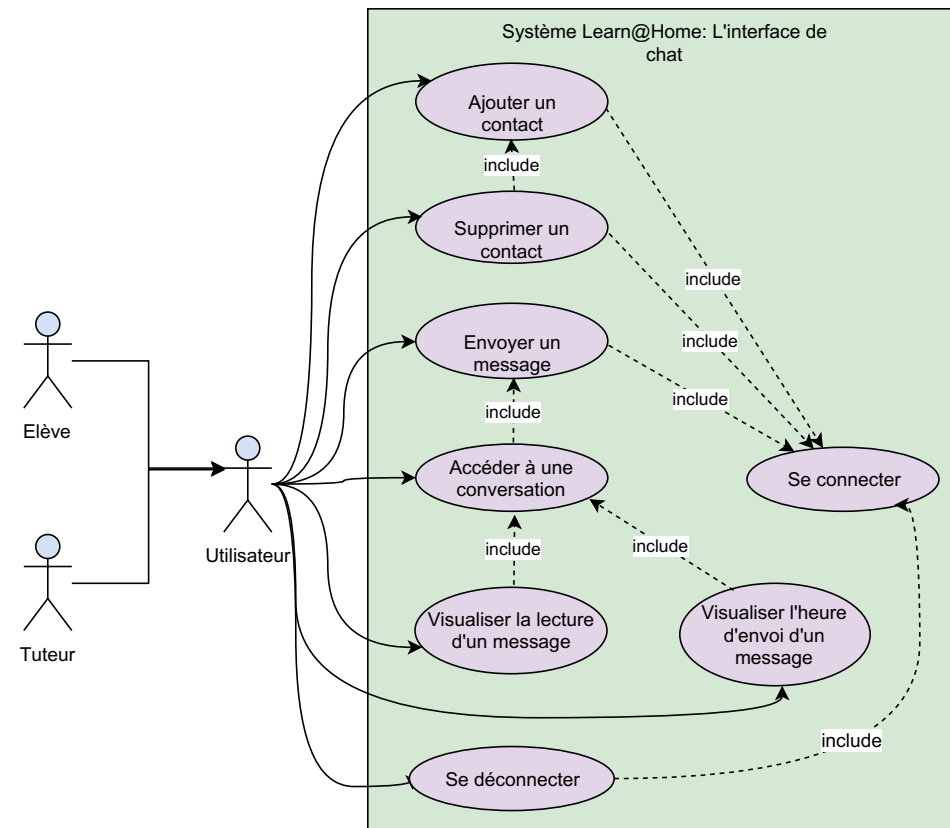 Système Learn@Home: L'interface de
chat
Ajouter un
contact
include
Supprimer un
contact
include
include
Envoyer un
message
include
include
Accéder à une
conversation
Se connecter
Elève
Utilisateur
include
include
Visualiser la lecture
d'un message
Visualiser l'heure
d'envoi d'un
message
Tuteur
include
Se déconnecter